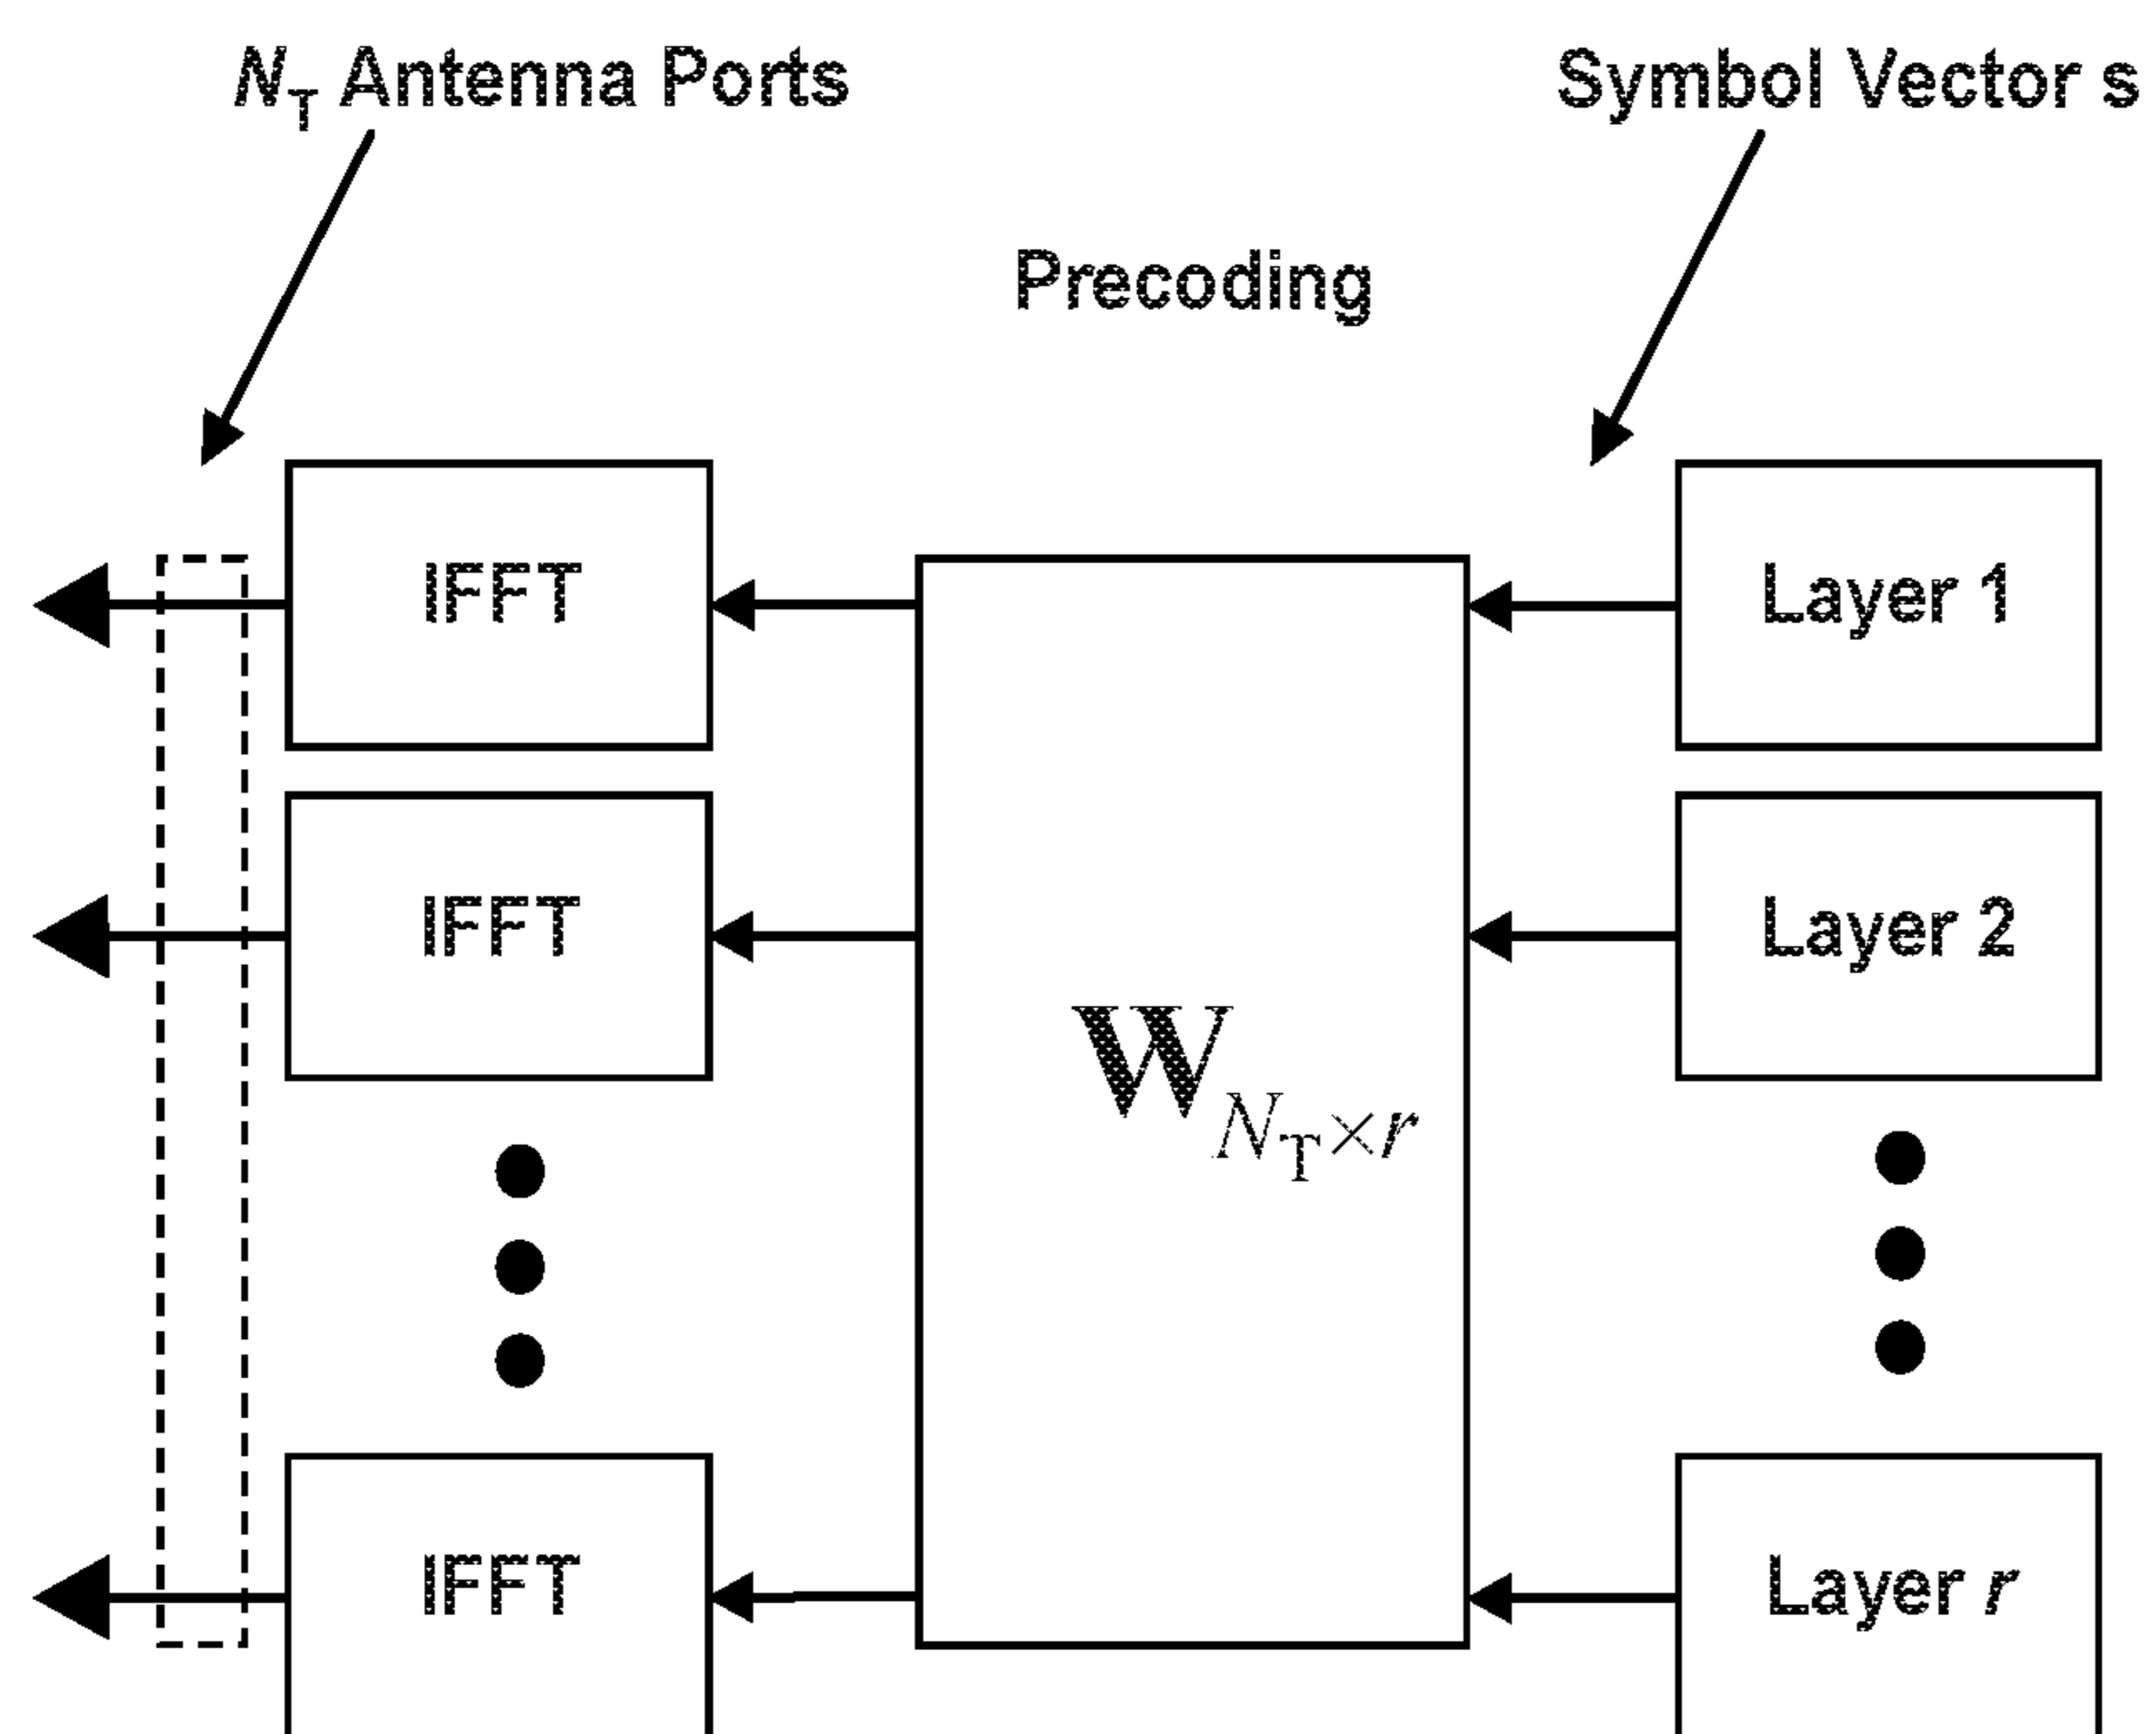 N_T Antenna Ports
Symbol Vector s
Precoding
IFFT
Layer 1
IFFT
Layer 2
W_{N_T×r}
IFFT
Layer r